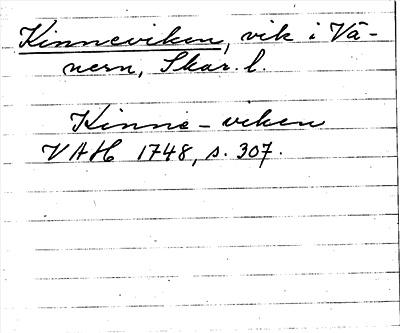 Kinneviken, vik i Vä-
nern, Skar. l.
Kinne-viken
VAH 1748, s. 307.